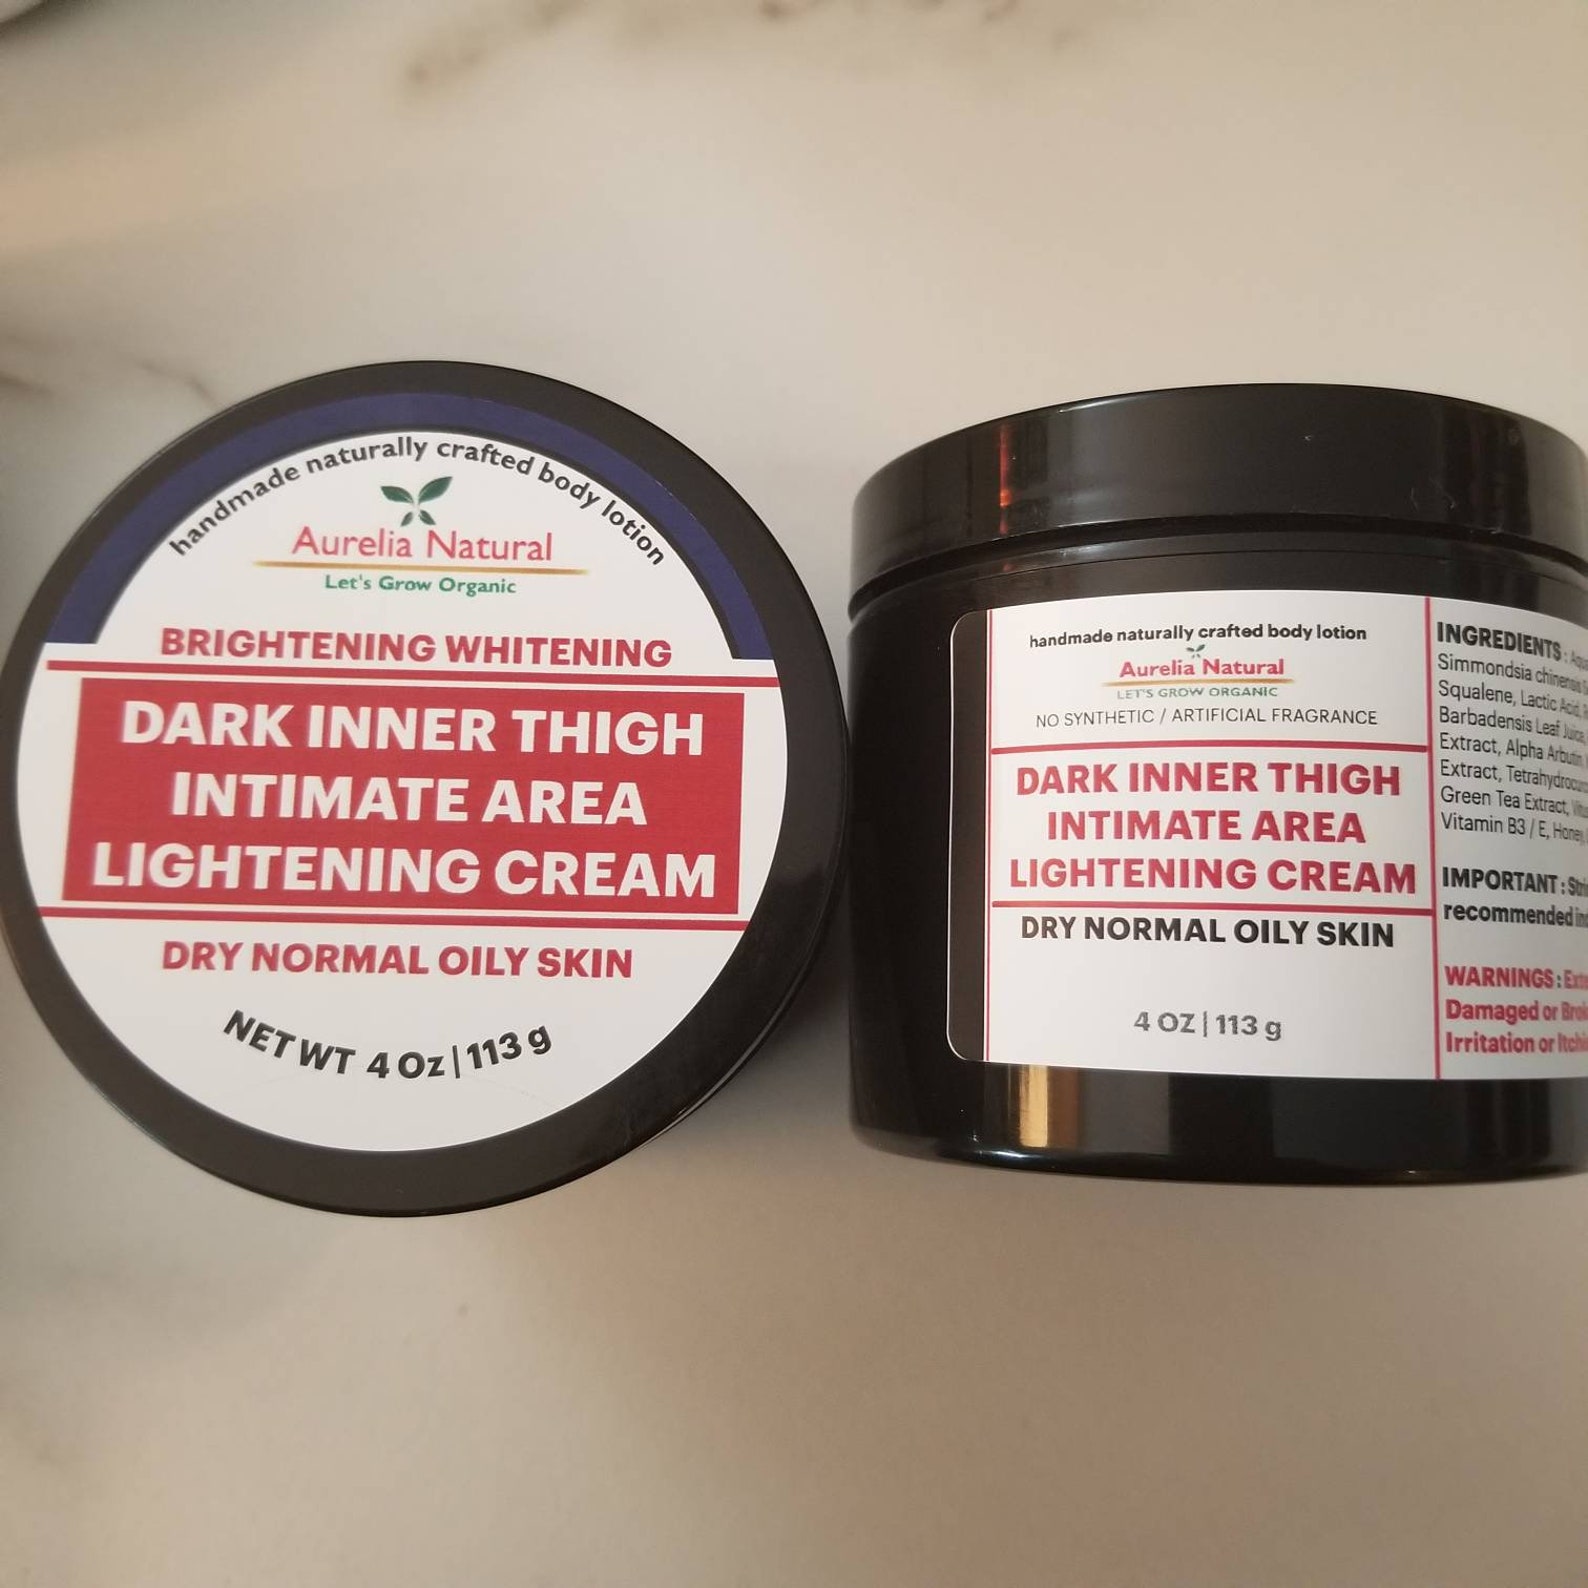 handmade naturally crafted body lotion
Aurelia Natural
Let's Grow Organic
BRIGHTENING WHITENING
DARK INNER THIGH
INTIMATE AREA
LIGHTENING CREAM
DRY NORMAL OILY SKIN
NET WT 4 Oz | 113 g
handmade naturally crafted body lotion
Aurelia Natural
LET'S GROW ORGANIC
NO SYNTHETIC / ARTIFICIAL FRAGRANCE
DARK INNER THIGH
INTIMATE AREA
LIGHTENING CREAM
DRY NORMAL OILY SKIN
4 OZ | 113 g
INGREDIENTS :
Simmondsia chinensis
Squalene, Lactic Acid,
Barbadensis Leaf Juice,
Extract, Alpha Arbutin,
Extract,
Green Tea Extract,
Vitamin B3 / E, Honey,
IMPORTANT :
recommended
WARNINGS :
Damaged or
Irritation or